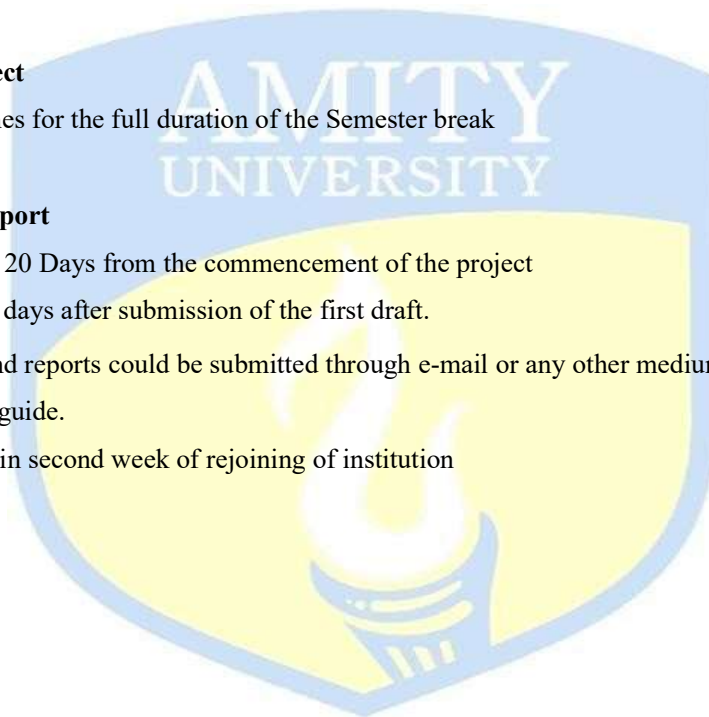 ect
nes for the full duration of the Semester break
AMITY
UNIVERSITY
port
20 Days from the commencement of the project
days after submission of the first draft.
nd reports could be submitted through e-mail or any other mediu
guide.
in second week of rejoining of institution